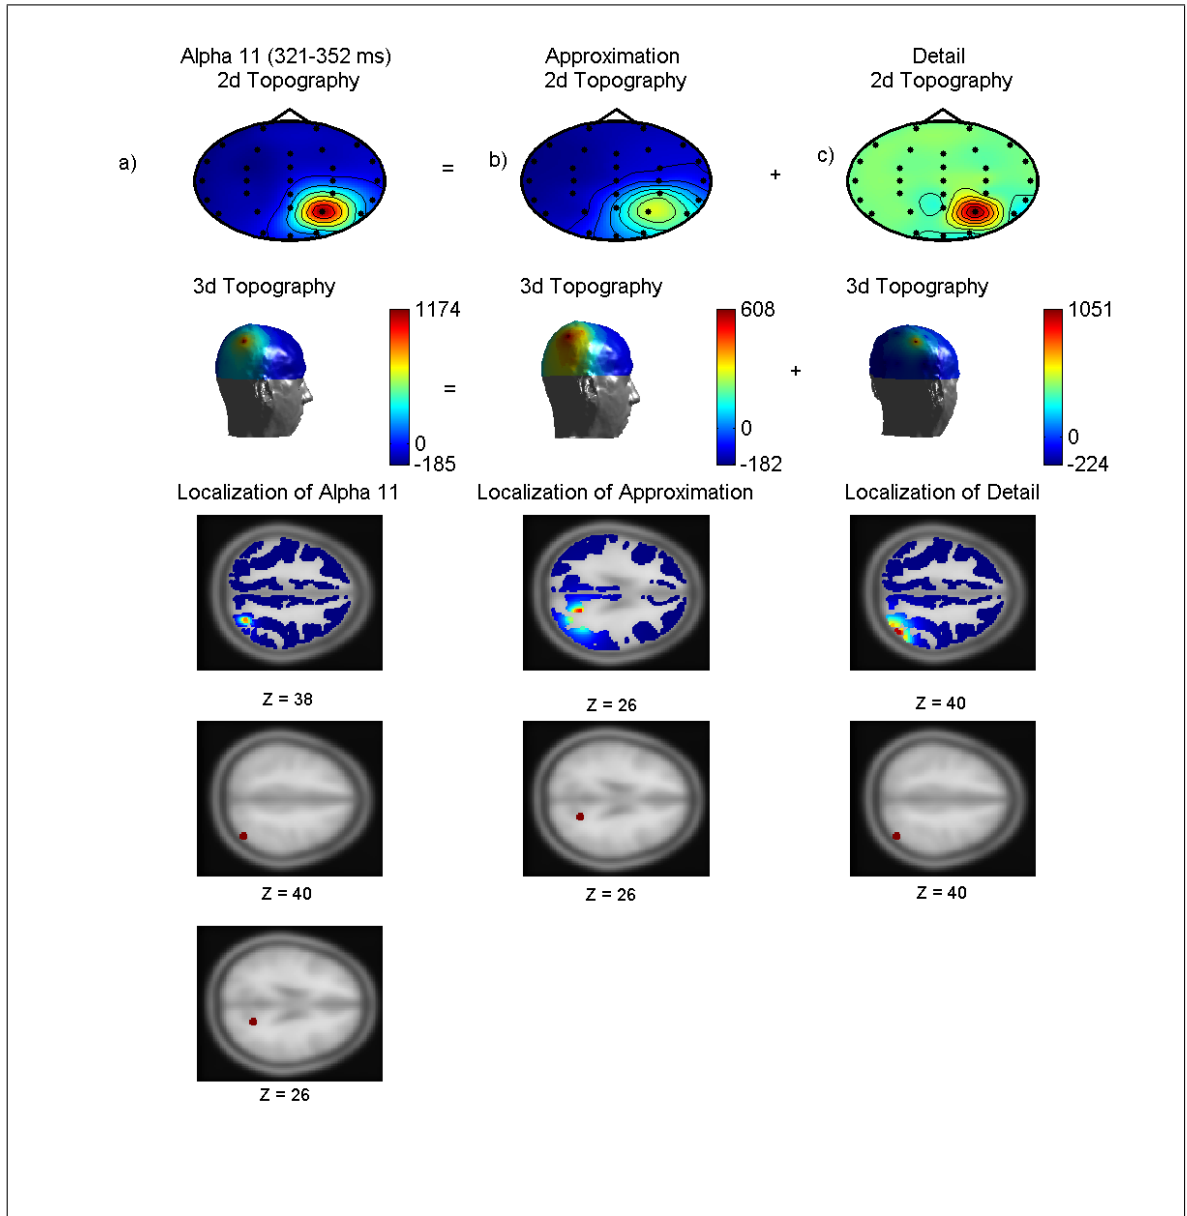 Alpha 11 (321-352 ms)
2d Topography
Approximation
2d Topography
Detail
2d Topography
a)
=
b)
+
c)
3d Topography
3d Topography
3d Topography
1174
0
-185
=
608
0
-182
+
1051
0
-224
Localization of Alpha 11
Localization of Approximation
Localization of Detail
Z = 38
Z = 26
Z = 40
Z = 40
Z = 26
Z = 40
Z = 26